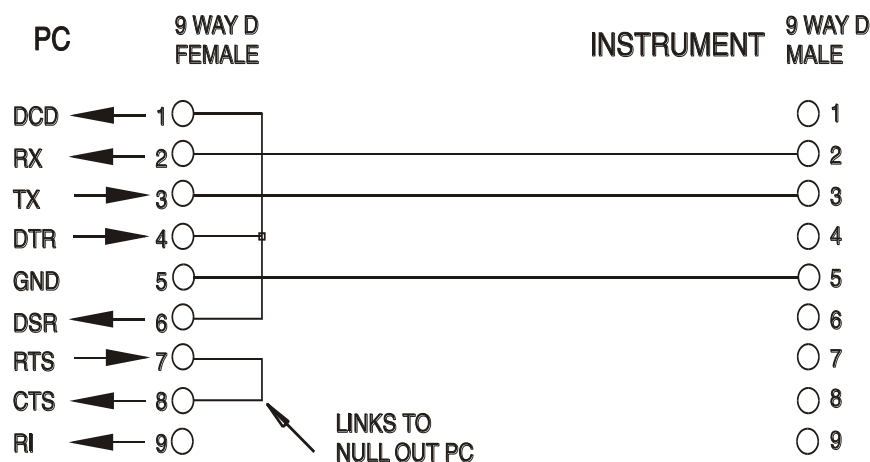 PC
9 WAY D
FEMALE
INSTRUMENT
9 WAY D
MALE
DCD 1 1
RX 2 2
TX 3 3
DTR 4 4
GND 5 5
DSR 6 6
RTS 7 7
CTS 8 8
RI 9 9
LINKS TO
NULL OUT PC